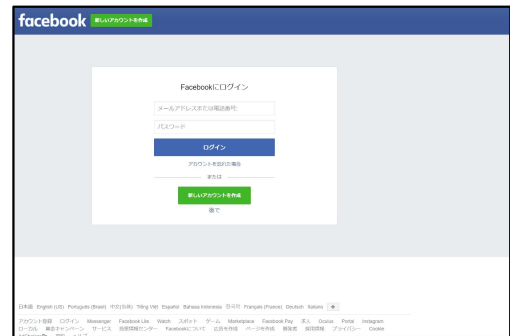 facebook 新しいアカウントを作成
Facebookにログイン
メールアドレスまたは電話番号
パスワード
ログイン
アカウントを忘れた場合
または
新しいアカウントを作成
後で
日本語 English (US) Português (Brasil) 中文(简体) Tiếng Việt Español Bahasa Indonesia 한국어 Français (France) Deutsch Italiano +
アカウント登録 ログイン Messenger Facebook Lite Watch スポット ゲーム Marketplace Facebook Pay 求人 Oculus Portal Instagram
ローカル 募金キャンペーン サービス 投票情報センター Facebookについて 広告を作成 ページを作成 開発者 採用情報 プライバシー Cookie